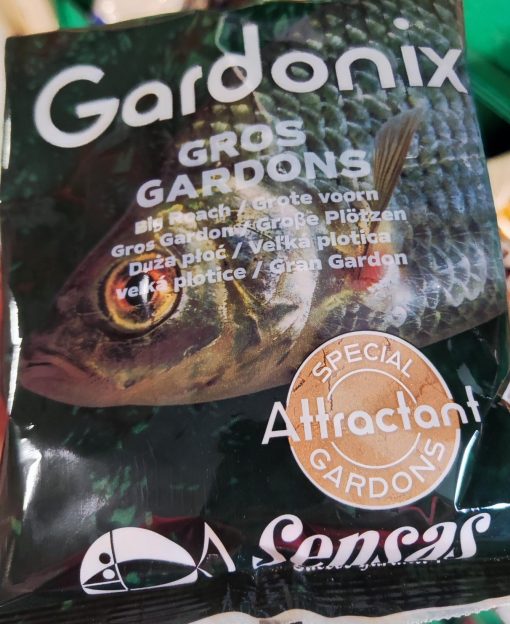 Gardonix
GROS
GARDONS
Big Roach / Grote voorn
Gros Gardons / Große Plötzen
Duża płoć / Veľká plotica
velká plotice / Gran Gardon
SPECIAL
Attractant
GARDONS
Sensas